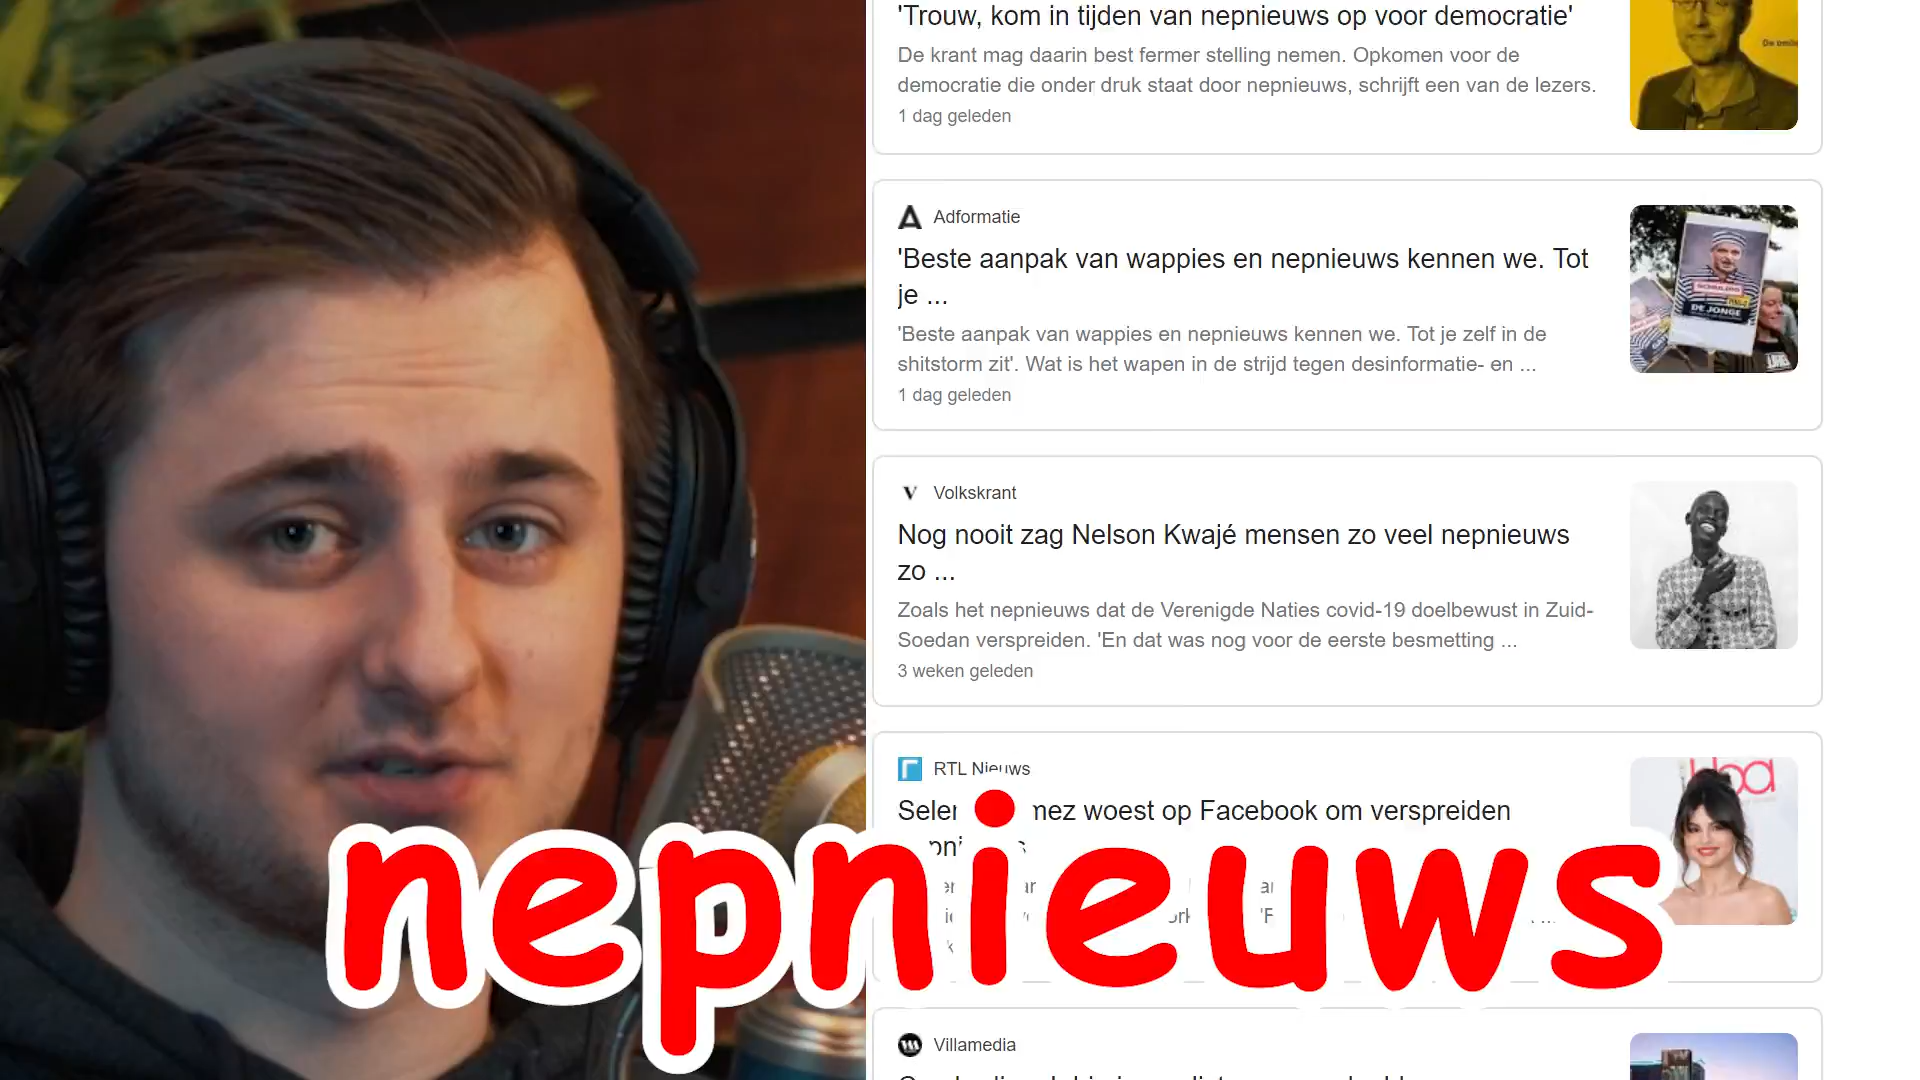 'Trouw, kom in tijden van nepnieuws op voor democratie'
De krant mag daarin best fermer stelling nemen. Opkomen voor de
democratie die onder druk staat door nepnieuws, schrijft een van de lezers.
1 dag geleden
Adformatie
'Beste aanpak van wappies en nepnieuws kennen we. Tot
je ...
'Beste aanpak van wappies en nepnieuws kennen we. Tot je zelf in de
shitstorm zit'. Wat is het wapen in de strijd tegen desinformatie- en ...
1 dag geleden
DE JONGE
Volkskrant
Nog nooit zag Nelson Kwajé mensen zo veel nepnieuws
zo ...
Zoals het nepnieuws dat de Verenigde Naties covid-19 doelbewust in Zuid-
Soedan verspreiden. 'En dat was nog voor de eerste besmetting ...
3 weken geleden
RTL Nieuws
woest op Facebook om verspreiden
nepnieuws
Villamedia